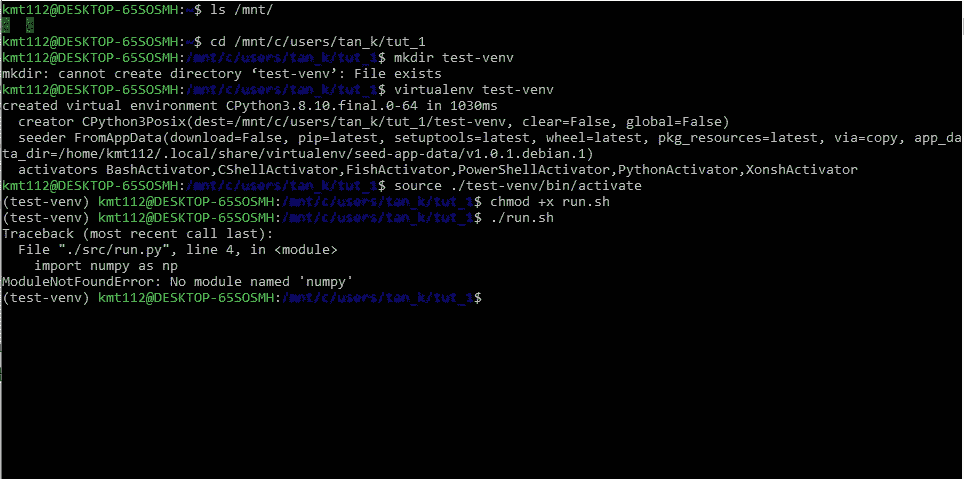 kmt112@DESKTOP-65SOSMH:~$ ls /mnt/
c
kmt112@DESKTOP-65SOSMH:~$ cd /mnt/c/users/tan_k/tut_1
kmt112@DESKTOP-65SOSMH:/mnt/c/users/tan_k/tut_1$ mkdir test-venv
mkdir: cannot create directory ‘test-venv’: File exists
kmt112@DESKTOP-65SOSMH:/mnt/c/users/tan_k/tut_1$ virtualenv test-venv
created virtual environment CPython3.8.10.final.0-64 in 1030ms
  creator CPython3Posix(dest=/mnt/c/users/tan_k/tut_1/test-venv, clear=False, global=False)
  seeder FromAppData(download=False, pip=latest, setuptools=latest, wheel=latest, pkg_resources=latest, via=copy, app_da
ta_dir=/home/kmt112/.local/share/virtualenv/seed-app-data/v1.0.1.debian.1)
  activators BashActivator,CShellActivator,FishActivator,PowerShellActivator,PythonActivator,XonshActivator
kmt112@DESKTOP-65SOSMH:/mnt/c/users/tan_k/tut_1$ source ./test-venv/bin/activate
(test-venv) kmt112@DESKTOP-65SOSMH:/mnt/c/users/tan_k/tut_1$ chmod +x run.sh
(test-venv) kmt112@DESKTOP-65SOSMH:/mnt/c/users/tan_k/tut_1$ ./run.sh
Traceback (most recent call last):
  File "./src/run.py", line 4, in <module>
    import numpy as np
ModuleNotFoundError: No module named 'numpy'
(test-venv) kmt112@DESKTOP-65SOSMH:/mnt/c/users/tan_k/tut_1$